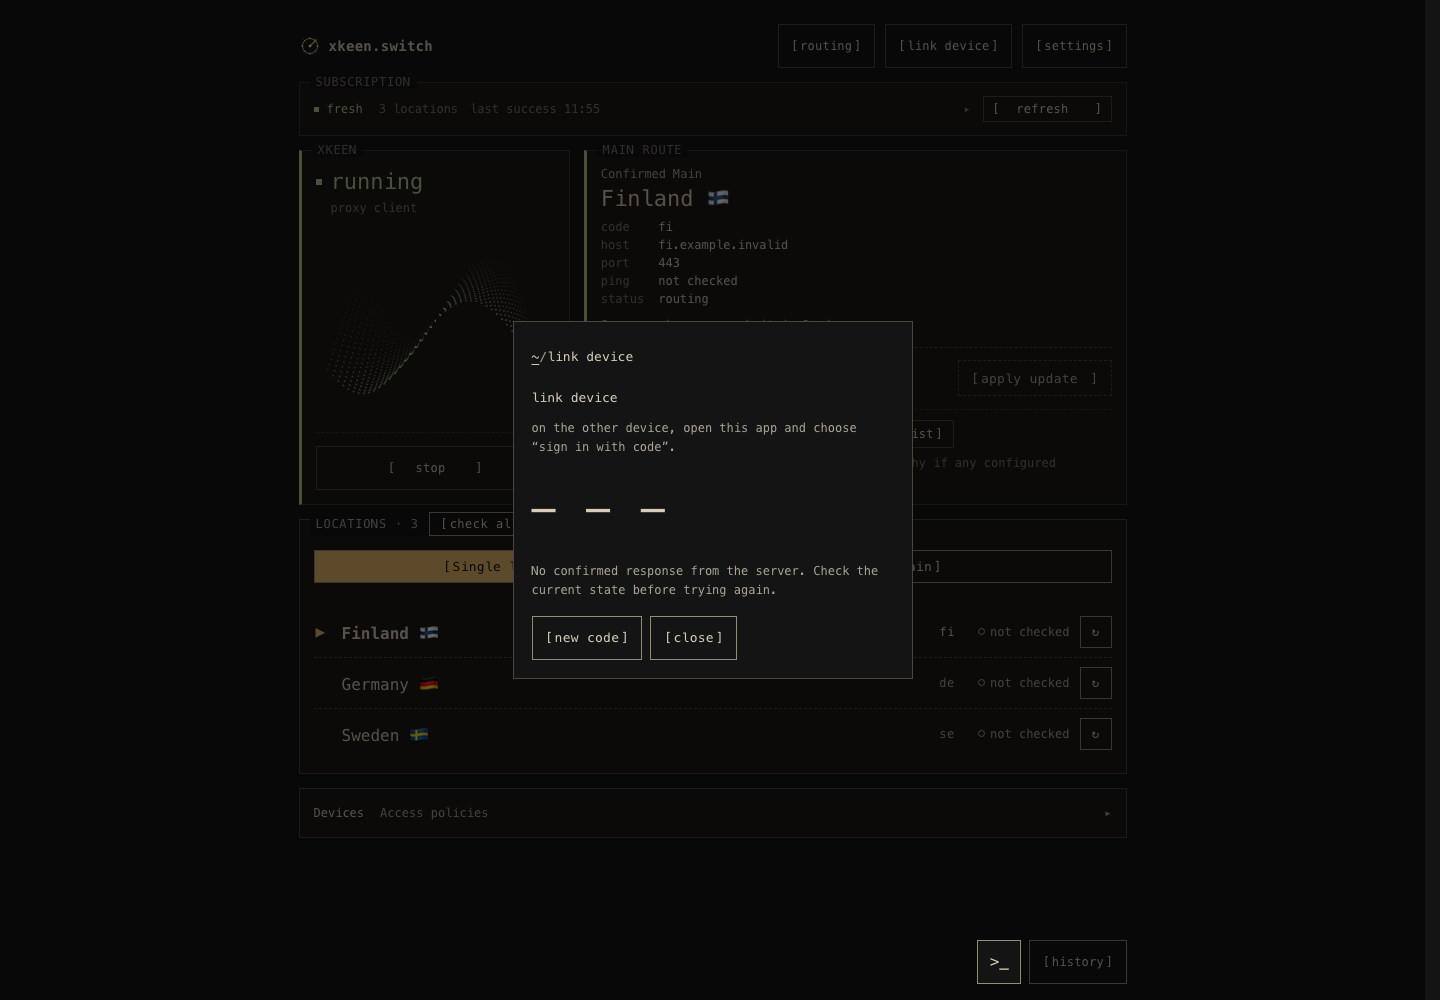 xkeen.switch
[routing] [link device] [settings]
SUBSCRIPTION
fresh 3 locations last success 11:55 ▸ [ refresh ]
XKEEN
running
proxy client
[ stop ]
MAIN ROUTE
Confirmed Main
Finland 🇫🇮
code fi
host fi.example.invalid
port 443
ping not checked
status routing
[apply update ]
ist]
hy if any configured
~/link device
link device
on the other device, open this app and choose
“sign in with code”.
— — —
No confirmed response from the server. Check the
current state before trying again.
[new code] [close]
LOCATIONS · 3 [check al
[Single
ain]
▶ Finland 🇫🇮 fi ○ not checked ↻
Germany 🇩🇪 de ○ not checked ↻
Sweden 🇸🇪 se ○ not checked ↻
Devices Access policies ▸
>_ [history]